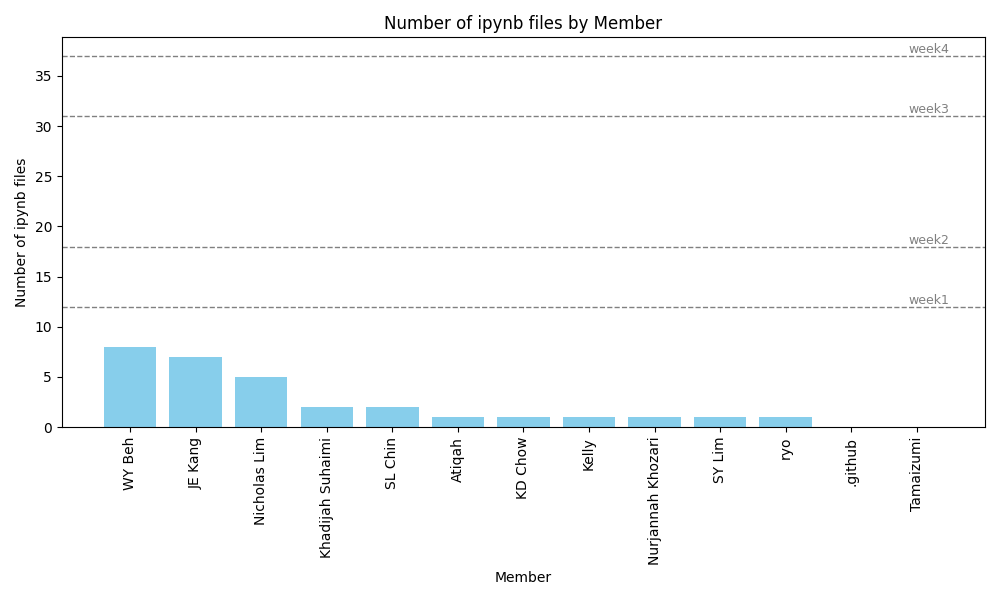 Number of ipynb files by Member
Number of ipynb files
35
30
25
20
15
10
5
0
week4
week3
week2
week1
WY Beh
JE Kang
Nicholas Lim
Khadijah Suhaimi
SL Chin
Atiqah
KD Chow
Kelly
Nurjannah Khozari
SY Lim
ryo
.github
Tamaizumi
Member